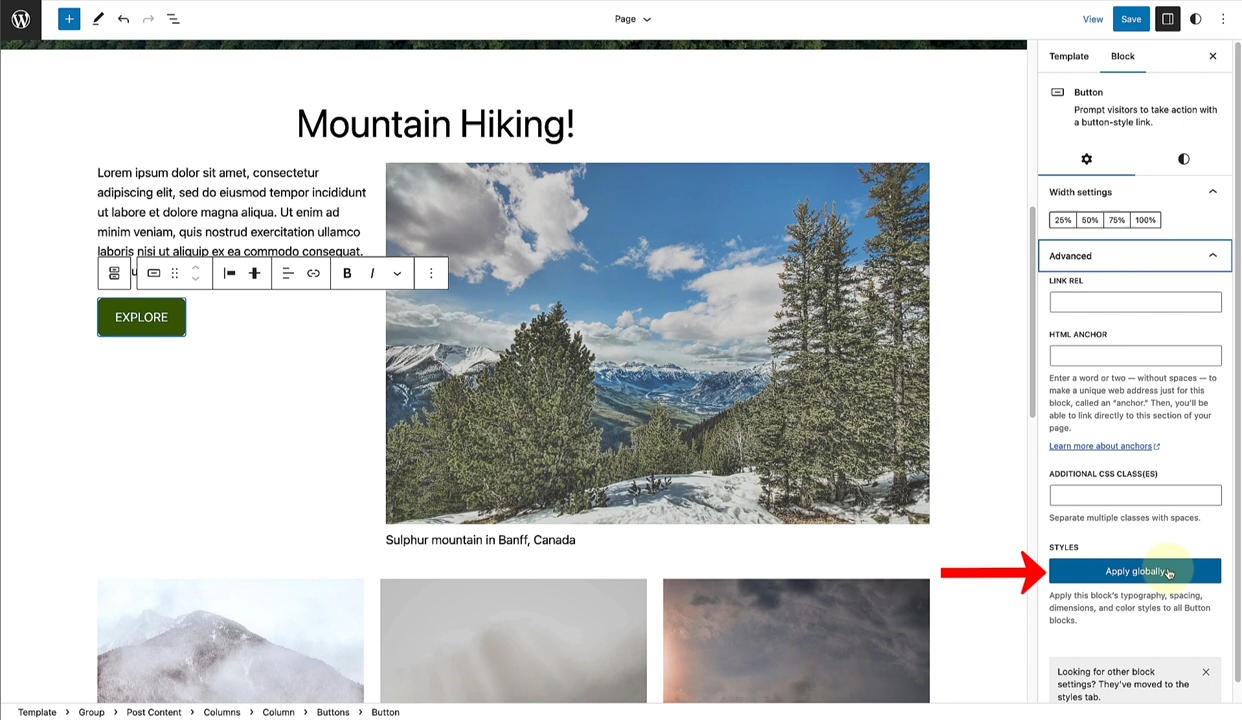 Page
View
Save
Template
Block
Button
Prompt visitors to take action with
a button-style link.
Width settings
25% 50% 75% 100%
Advanced
LINK REL
HTML ANCHOR
Enter a word or two — without spaces — to
make a unique web address just for this
block, called an “anchor.” Then, you’ll be
able to link directly to this section of your
page.
Learn more about anchors
ADDITIONAL CSS CLASS(ES)
Separate multiple classes with spaces.
STYLES
Apply globally
Apply this block’s typography, spacing,
dimensions, and color styles to all Button
blocks.
Looking for other block
settings? They’ve moved to the
styles tab.
Mountain Hiking!
Lorem ipsum dolor sit amet, consectetur
adipiscing elit, sed do eiusmod tempor incididunt
ut labore et dolore magna aliqua. Ut enim ad
minim veniam, quis nostrud exercitation ullamco
laboris nisi ut aliquip ex ea commodo consequat.
B I
EXPLORE
Sulphur mountain in Banff, Canada
Template > Group > Post Content > Columns > Column > Buttons > Button